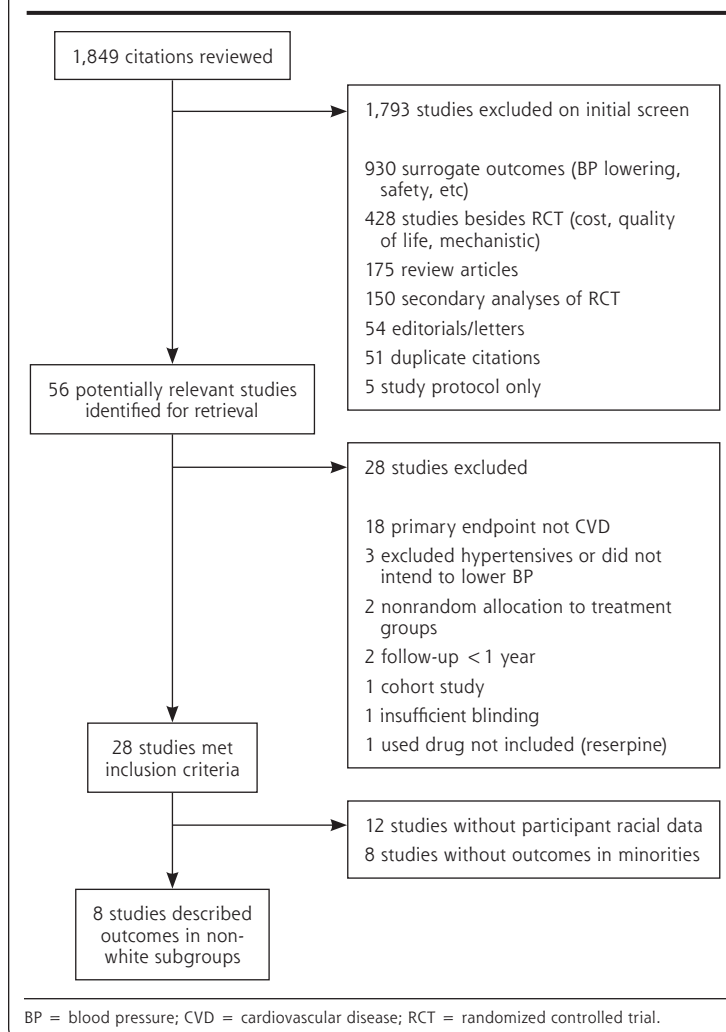 1,849 citations reviewed
1,793 studies excluded on initial screen
930 surrogate outcomes (BP lowering,
safety, etc)
428 studies besides RCT (cost, quality
of life, mechanistic)
175 review articles
150 secondary analyses of RCT
54 editorials/letters
51 duplicate citations
5 study protocol only
56 potentially relevant studies
identified for retrieval
28 studies excluded
18 primary endpoint not CVD
3 excluded hypertensives or did not
intend to lower BP
2 nonrandom allocation to treatment
groups
2 follow-up < 1 year
1 cohort study
1 insufficient blinding
1 used drug not included (reserpine)
28 studies met
inclusion criteria
12 studies without participant racial data
8 studies without outcomes in minorities
8 studies described
outcomes in non-
white subgroups
BP = blood pressure; CVD = cardiovascular disease; RCT = randomized controlled trial.